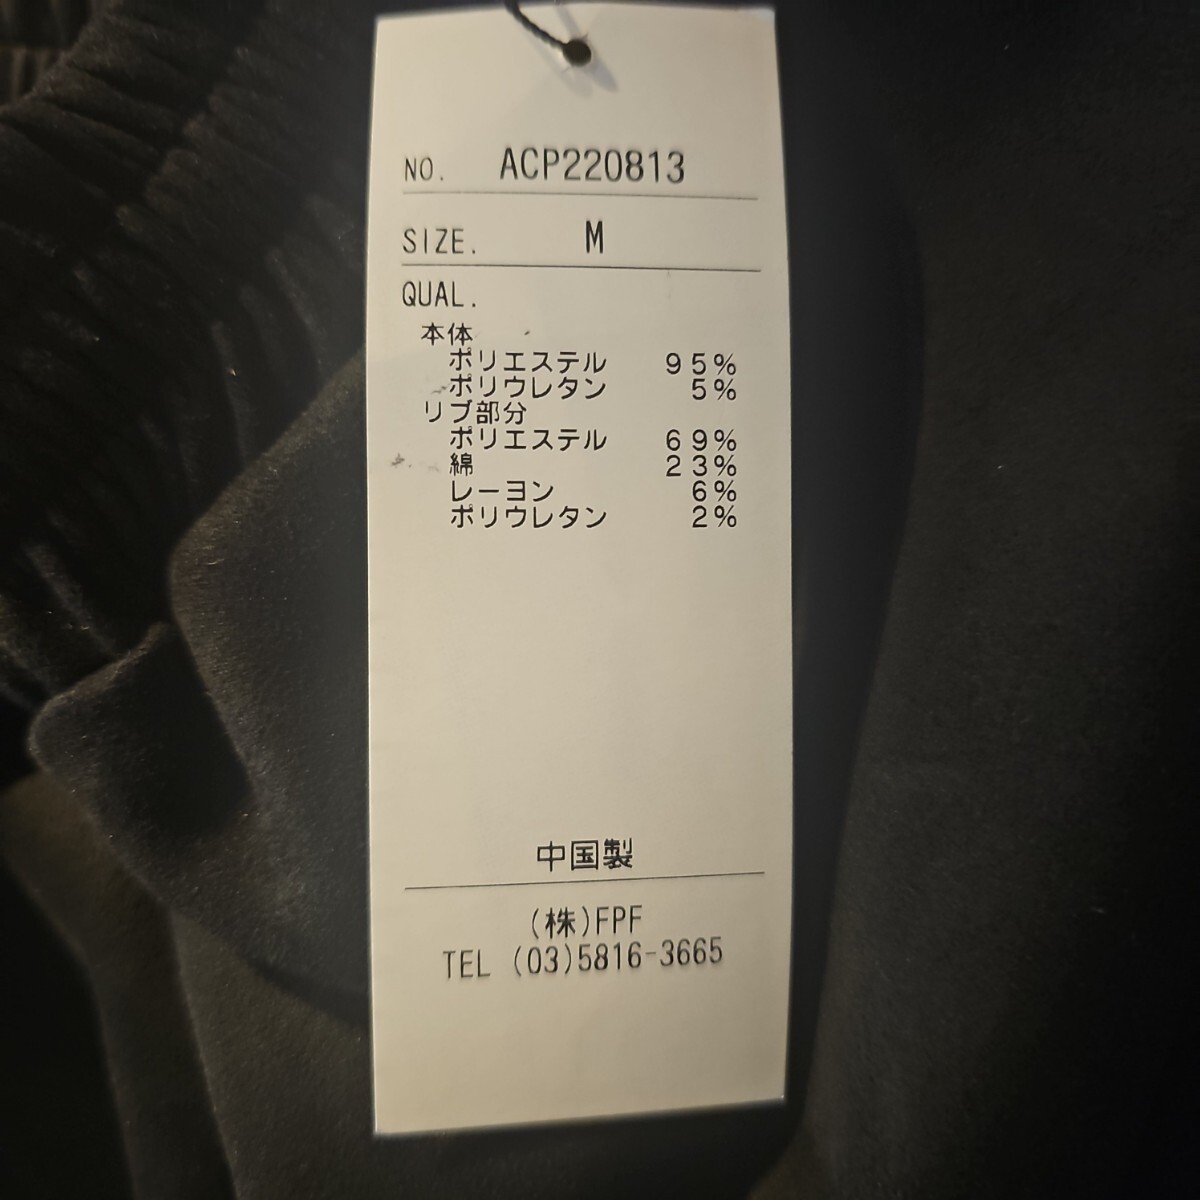 NO. ACP220813
SIZE. M
QUAL.
本体
ポリエステル ９５％
ポリウレタン ５％
リブ部分
ポリエステル ６９％
綿 ２３％
レーヨン ６％
ポリウレタン ２％
中国製
(株)FPF
TEL (03)5816-3665